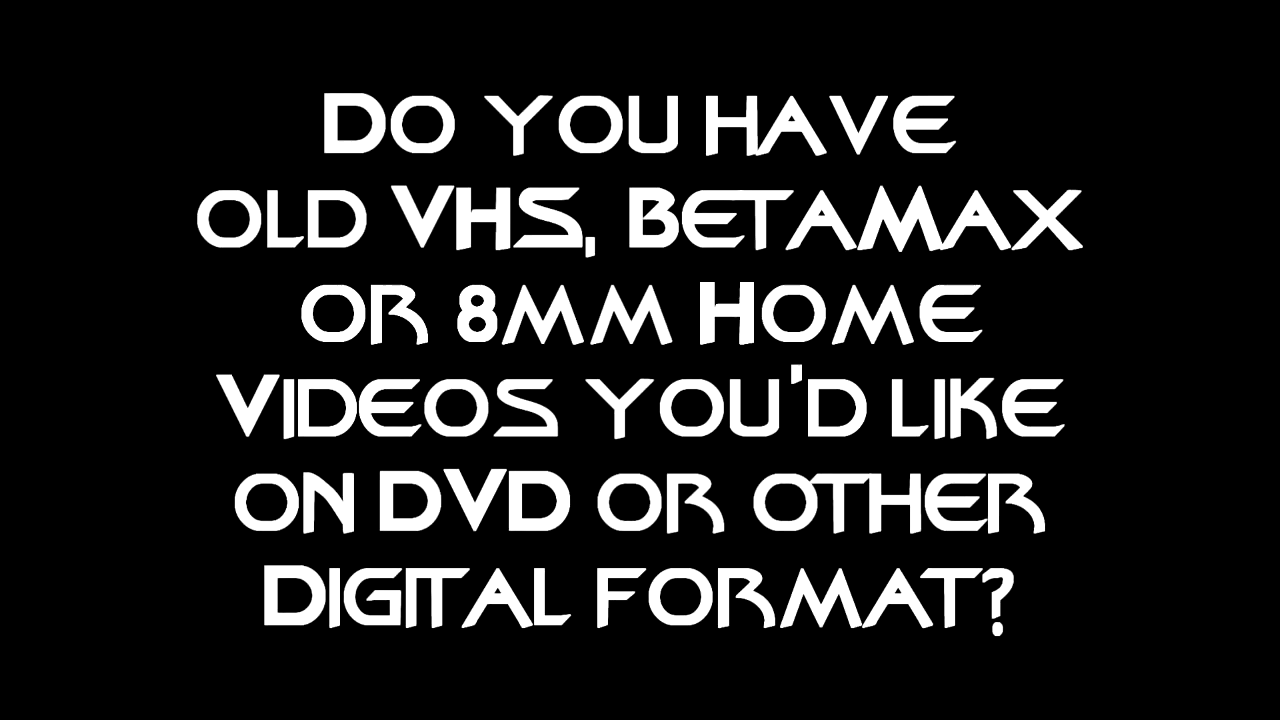 Do you have
old VHS, Betamax
or 8mm Home
Videos you'd like
on DVD or other
Digital format?